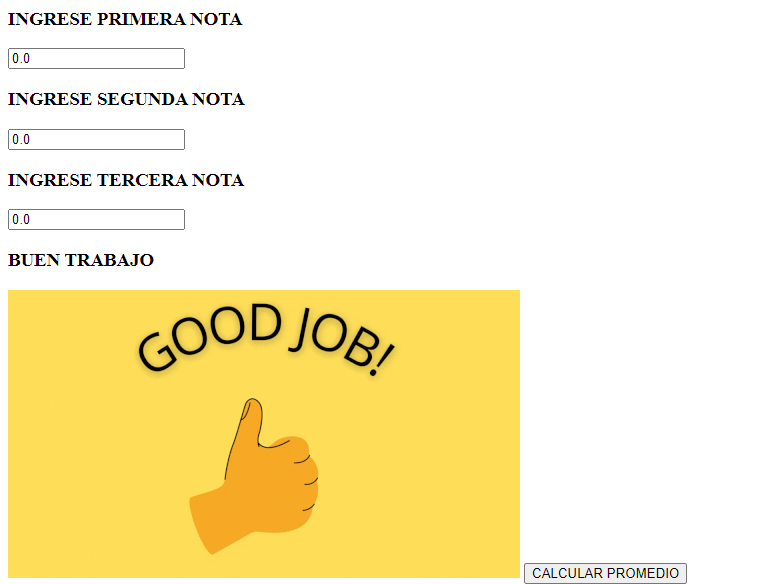 INGRESE PRIMERA NOTA
0.0
INGRESE SEGUNDA NOTA
0.0
INGRESE TERCERA NOTA
0.0
BUEN TRABAJO
GOOD JOB!
CALCULAR PROMEDIO